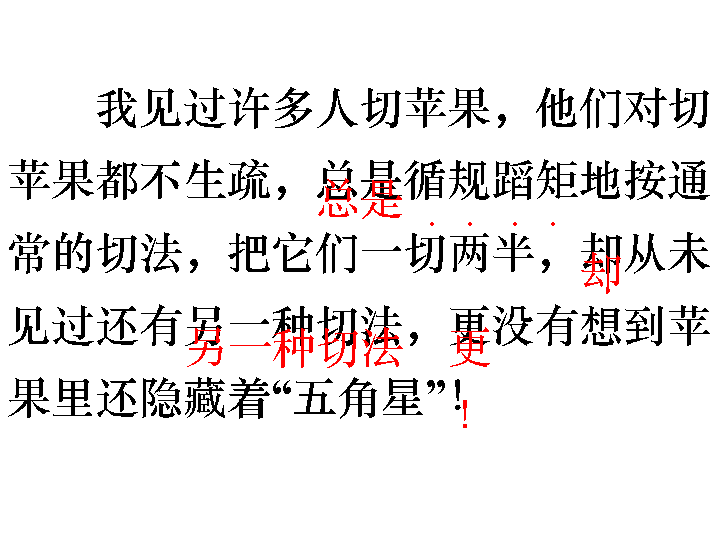 我见过许多人切苹果，他们对切
苹果都不生疏，总是循规蹈矩地按通
总是
常的切法，把它们一切两半，却从未
却
见过还有另一种切法，更没有想到苹
另一种切法 更
果里还隐藏着“五角星”！
！